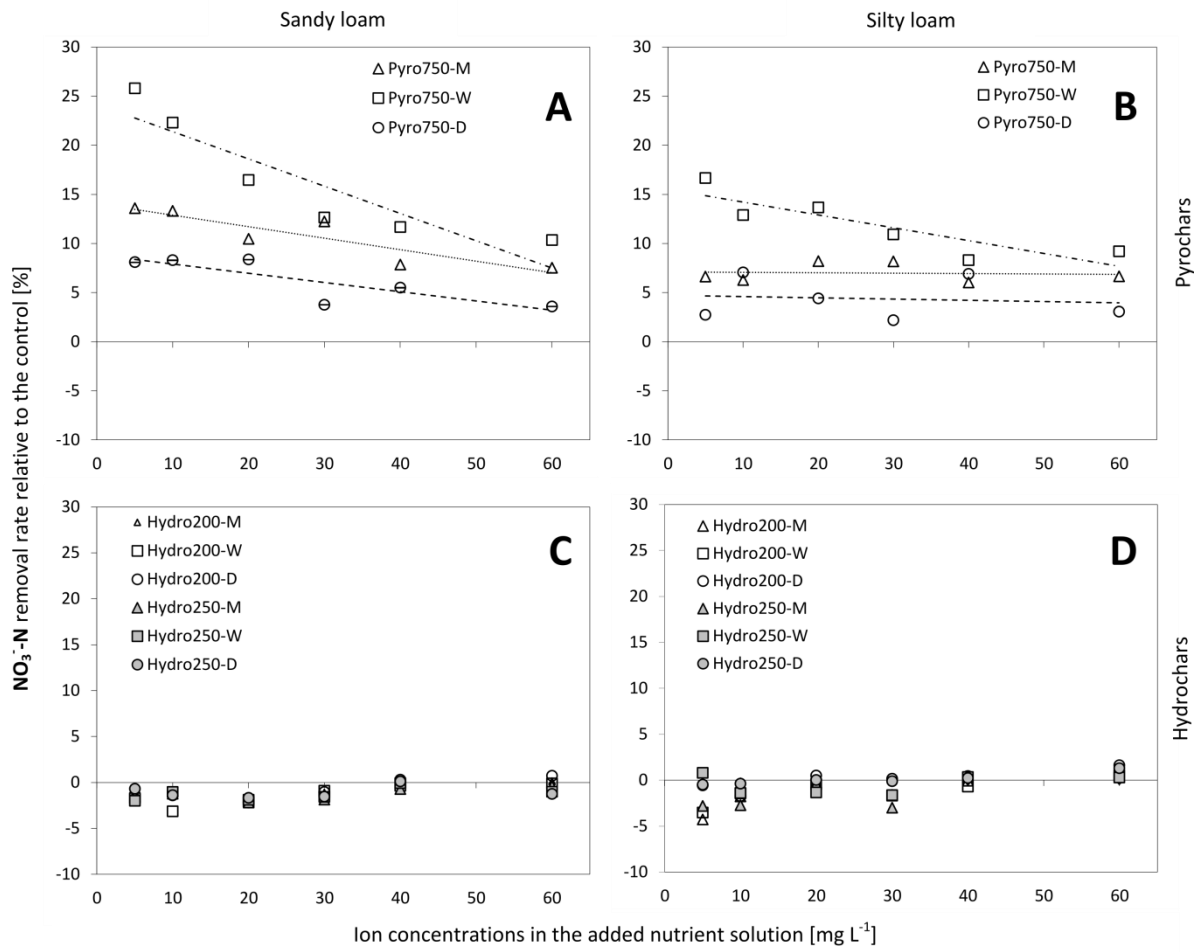 Sandy loam
Silty loam
NO₃⁻-N removal rate relative to the control [%]
30
25
20
15
10
5
0
-5
-10
0 10 20 30 40 50 60
Pyro750-M
Pyro750-W
Pyro750-D
A
30
25
20
15
10
5
0
-5
-10
0 10 20 30 40 50 60
Pyro750-M
Pyro750-W
Pyro750-D
B
Pyrochars
30
25
20
15
10
5
0
-5
-10
0 10 20 30 40 50 60
Hydro200-M
Hydro200-W
Hydro200-D
Hydro250-M
Hydro250-W
Hydro250-D
C
30
25
20
15
10
5
0
-5
-10
0 10 20 30 40 50 60
Hydro200-M
Hydro200-W
Hydro200-D
Hydro250-M
Hydro250-W
Hydro250-D
D
Hydrochars
Ion concentrations in the added nutrient solution [mg L⁻¹]